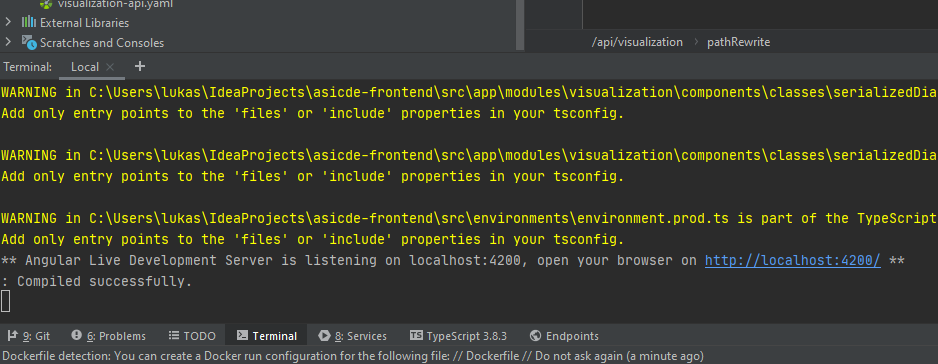 visualization-api.yaml
External Libraries
Scratches and Consoles
/api/visualization > pathRewrite
Terminal: Local × +
WARNING in C:\Users\lukas\IdeaProjects\asicde-frontend\src\app\modules\visualization\components\classes\serializedDia
Add only entry points to the 'files' or 'include' properties in your tsconfig.
WARNING in C:\Users\lukas\IdeaProjects\asicde-frontend\src\app\modules\visualization\components\classes\serializedDia
Add only entry points to the 'files' or 'include' properties in your tsconfig.
WARNING in C:\Users\lukas\IdeaProjects\asicde-frontend\src\environments\environment.prod.ts is part of the TypeScript
Add only entry points to the 'files' or 'include' properties in your tsconfig.
** Angular Live Development Server is listening on localhost:4200, open your browser on http://localhost:4200/ **
: Compiled successfully.
9: Git 6: Problems TODO Terminal 8: Services TypeScript 3.8.3 Endpoints
Dockerfile detection: You can create a Docker run configuration for the following file: // Dockerfile // Do not ask again (a minute ago)